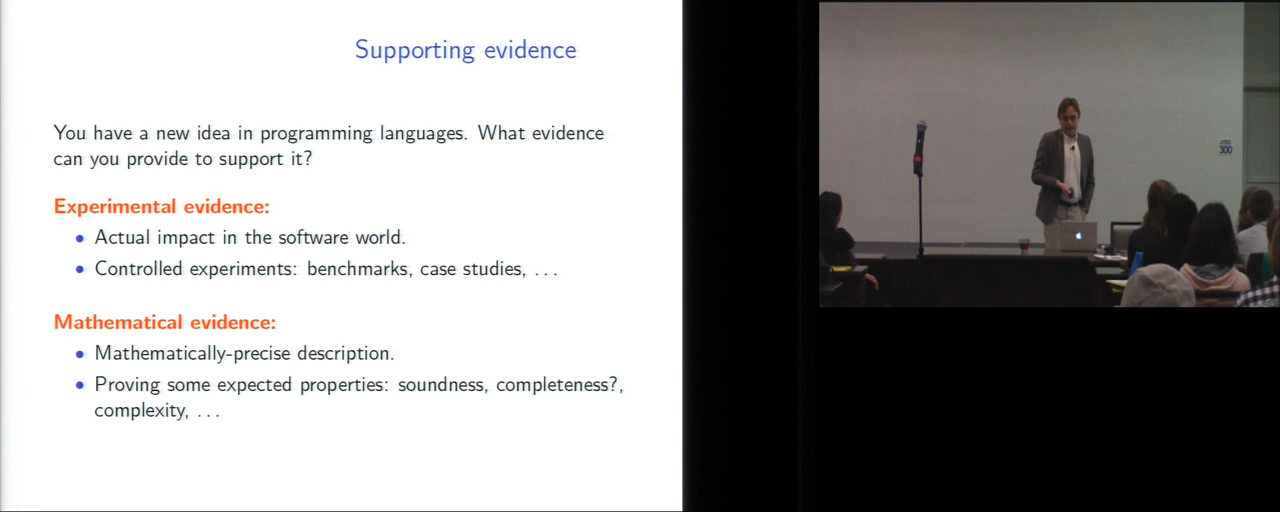 Supporting evidence
You have a new idea in programming languages. What evidence
can you provide to support it?
Experimental evidence:
• Actual impact in the software world.
• Controlled experiments: benchmarks, case studies, ...
Mathematical evidence:
• Mathematically-precise description.
• Proving some expected properties: soundness, completeness?,
complexity, ...
300